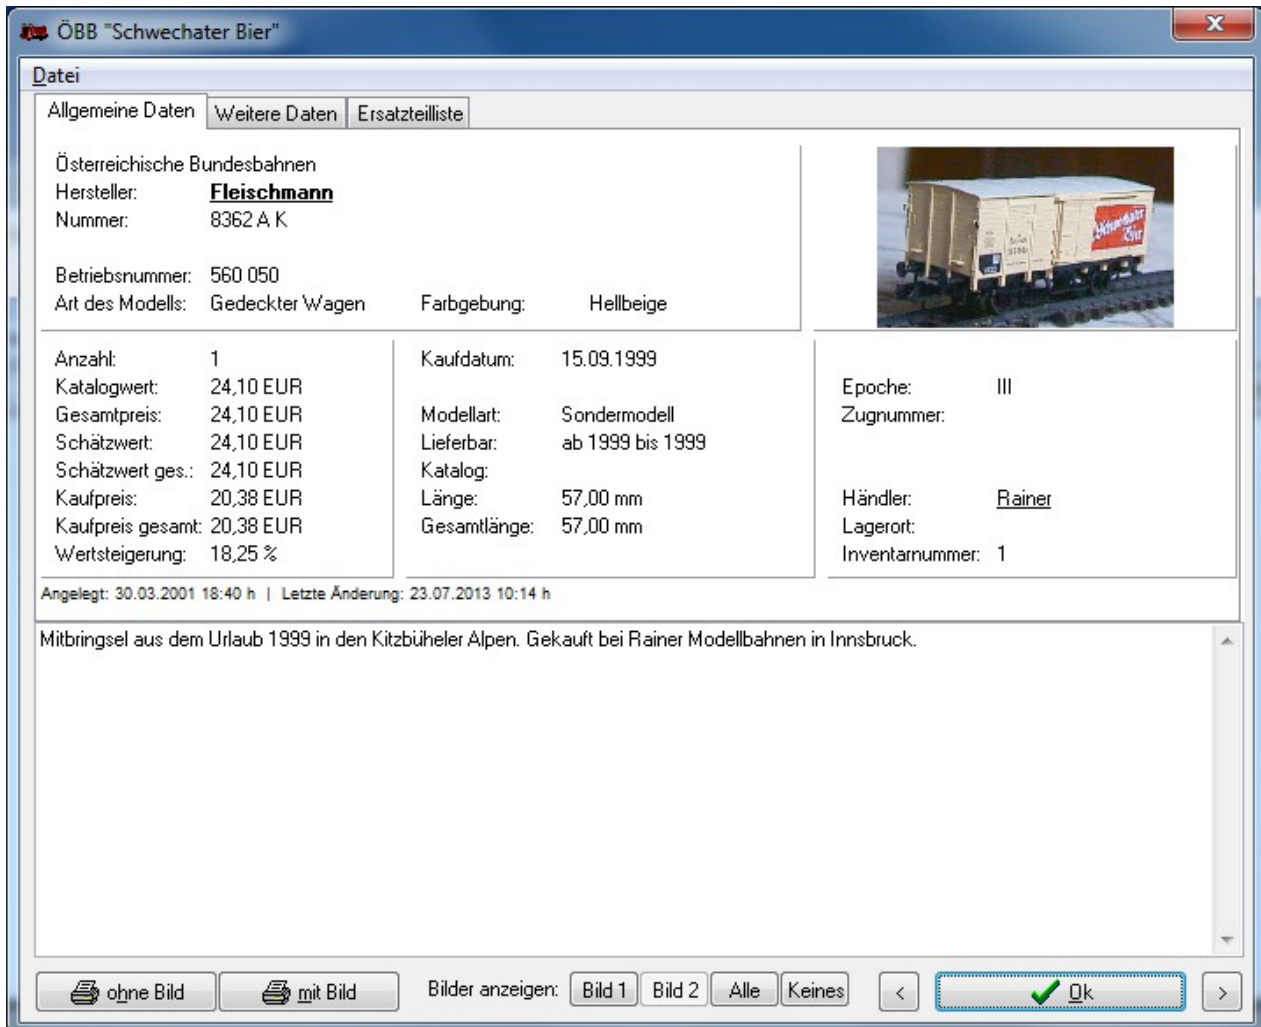 ÖBB "Schwechater Bier"
Datei
Allgemeine Daten Weitere Daten Ersatzteilliste
Österreichische Bundesbahnen
Hersteller: Fleischmann
Nummer: 8362 A K
Betriebsnummer: 560 050
Art des Modells: Gedeckter Wagen Farbgebung: Hellbeige
Schwechater
Bier
Anzahl: 1 Kaufdatum: 15.09.1999
Katalogwert: 24,10 EUR Epoche: III
Gesamtpreis: 24,10 EUR Modellart: Sondermodell Zugnummer:
Schätzwert: 24,10 EUR Lieferbar: ab 1999 bis 1999
Schätzwert ges.: 24,10 EUR Katalog:
Kaufpreis: 20,38 EUR Länge: 57,00 mm Händler: Rainer
Kaufpreis gesamt: 20,38 EUR Gesamtlänge: 57,00 mm Lagerort:
Wertsteigerung: 18,25 % Inventarnummer: 1
Angelegt: 30.03.2001 18:40 h | Letzte Änderung: 23.07.2013 10:14 h
Mitbringsel aus dem Urlaub 1999 in den Kitzbüheler Alpen. Gekauft bei Rainer Modellbahnen in Innsbruck.
ohne Bild mit Bild Bilder anzeigen: Bild 1 Bild 2 Alle Keines < Ok >